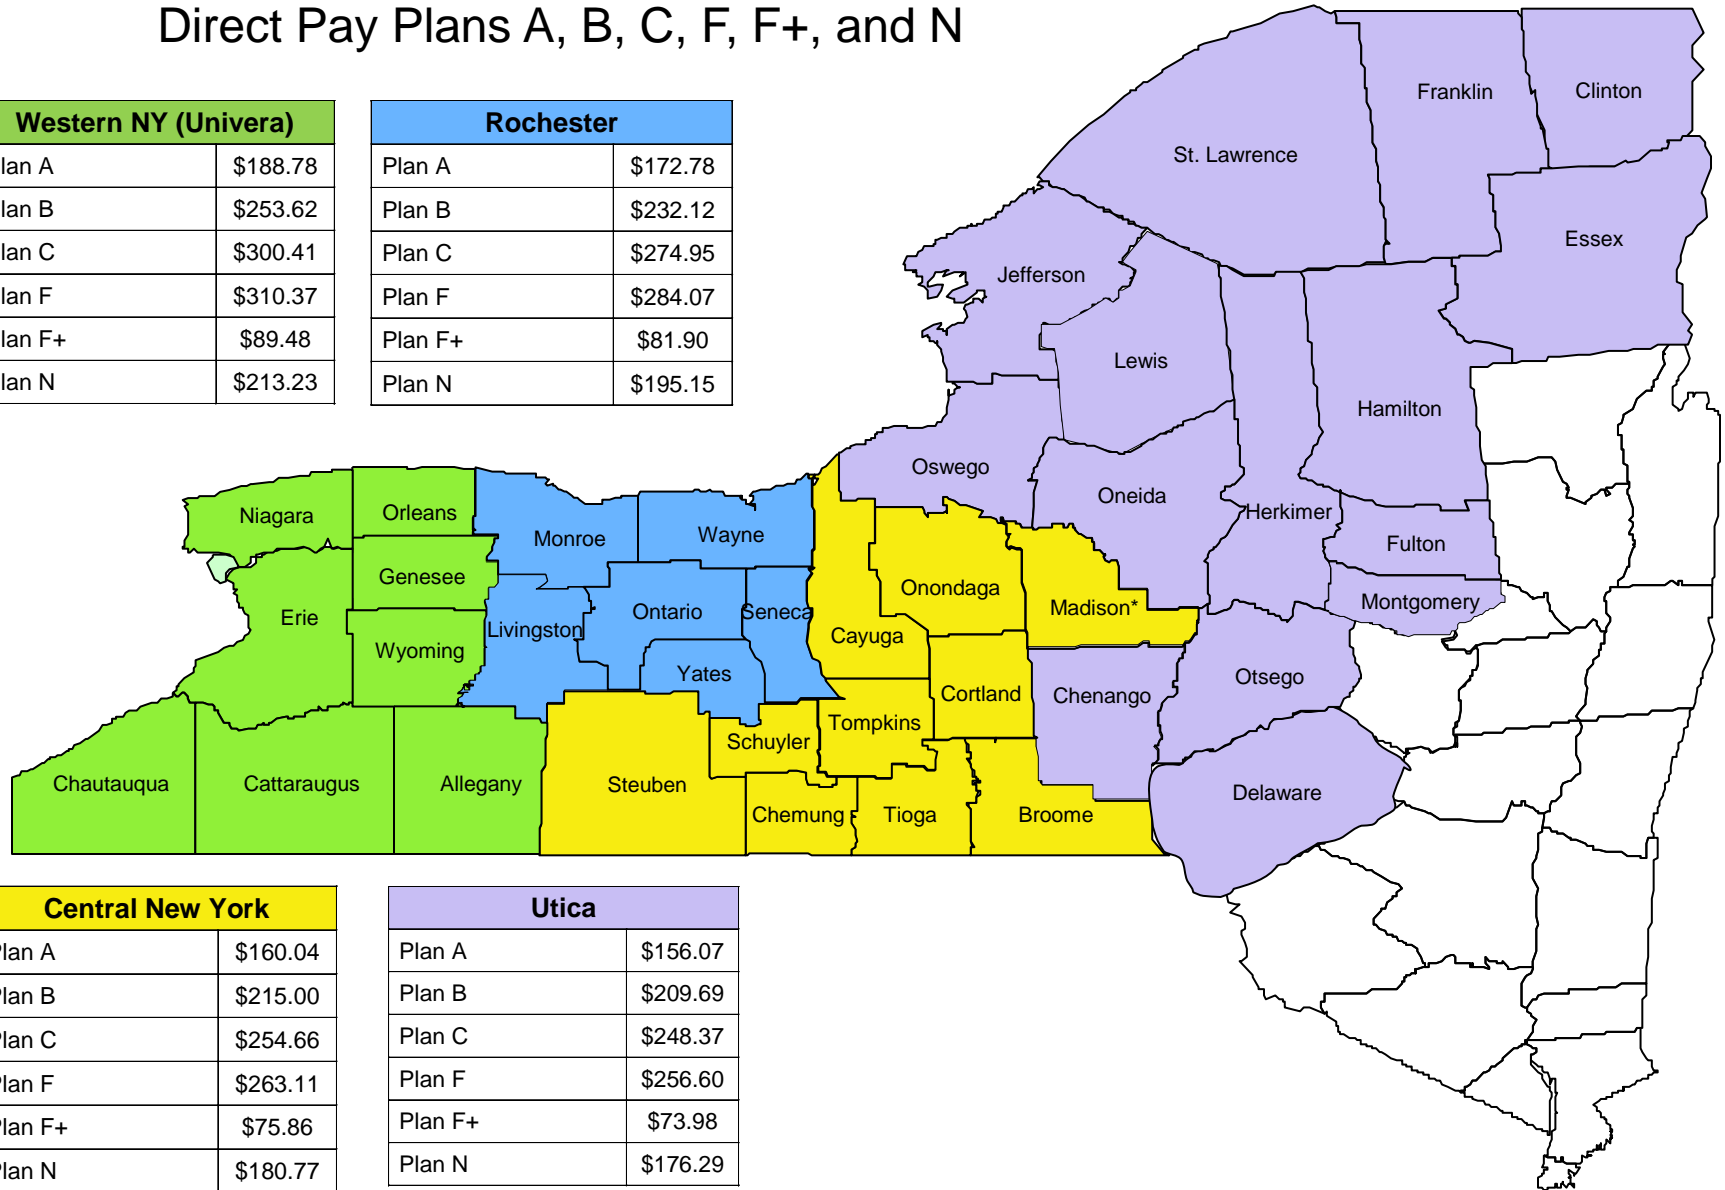 Direct Pay Plans A, B, C, F, F+, and N
Western NY (Univera)
lan A $188.78
lan B $253.62
lan C $300.41
lan F $310.37
lan F+ $89.48
lan N $213.23
Rochester
Plan A $172.78
Plan B $232.12
Plan C $274.95
Plan F $284.07
Plan F+ $81.90
Plan N $195.15
Franklin
Clinton
St. Lawrence
Essex
Jefferson
Lewis
Hamilton
Oswego
Oneida
Herkimer
Fulton
Montgomery
Niagara
Orleans
Monroe
Wayne
Genesee
Onondaga
Madison*
Erie
Livingston
Ontario
Seneca
Cayuga
Wyoming
Yates
Cortland
Chenango
Otsego
Tompkins
Schuyler
Chautauqua
Cattaraugus
Allegany
Steuben
Chemung
Tioga
Broome
Delaware
Central New York
Plan A $160.04
Plan B $215.00
Plan C $254.66
Plan F $263.11
Plan F+ $75.86
Plan N $180.77
Utica
Plan A $156.07
Plan B $209.69
Plan C $248.37
Plan F $256.60
Plan F+ $73.98
Plan N $176.29